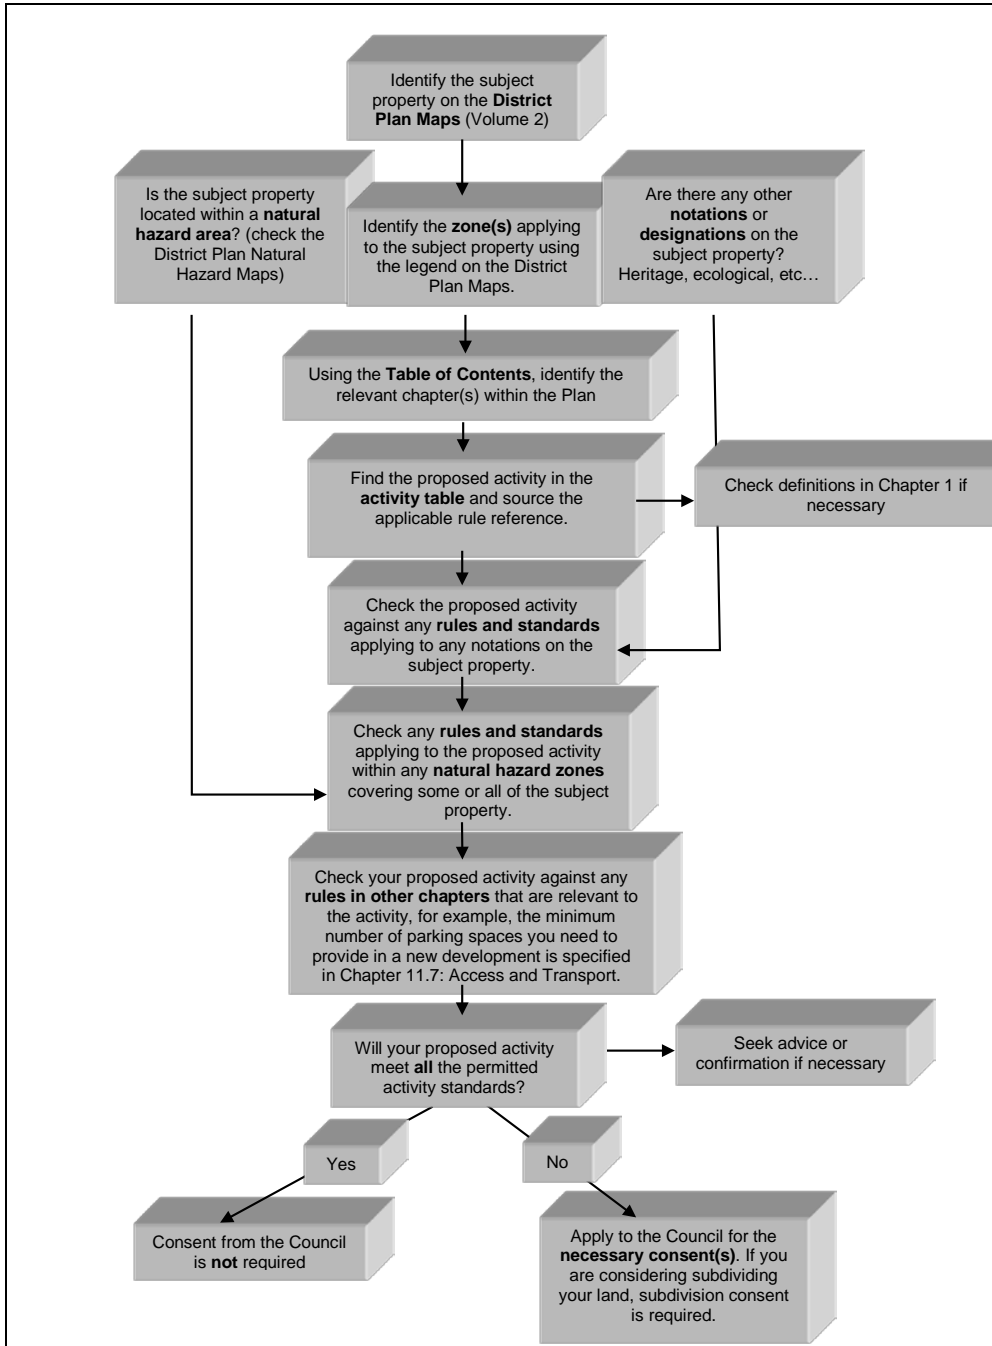 Identify the subject
property on the District
Plan Maps (Volume 2)
Is the subject property
located within a natural
hazard area? (check the
District Plan Natural
Hazard Maps)
Identify the zone(s) applying
to the subject property using
the legend on the District
Plan Maps.
Are there any other
notations or
designations on the
subject property?
Heritage, ecological, etc…
Using the Table of Contents, identify the
relevant chapter(s) within the Plan
Find the proposed activity in the
activity table and source the
applicable rule reference.
Check definitions in Chapter 1 if
necessary
Check the proposed activity
against any rules and standards
applying to any notations on the
subject property.
Check any rules and standards
applying to the proposed activity
within any natural hazard zones
covering some or all of the subject
property.
Check your proposed activity against any
rules in other chapters that are relevant to
the activity, for example, the minimum
number of parking spaces you need to
provide in a new development is specified
in Chapter 11.7: Access and Transport.
Will your proposed activity
meet all the permitted
activity standards?
Seek advice or
confirmation if necessary
Yes
No
Consent from the Council
is not required
Apply to the Council for the
necessary consent(s). If you
are considering subdividing
your land, subdivision consent
is required.